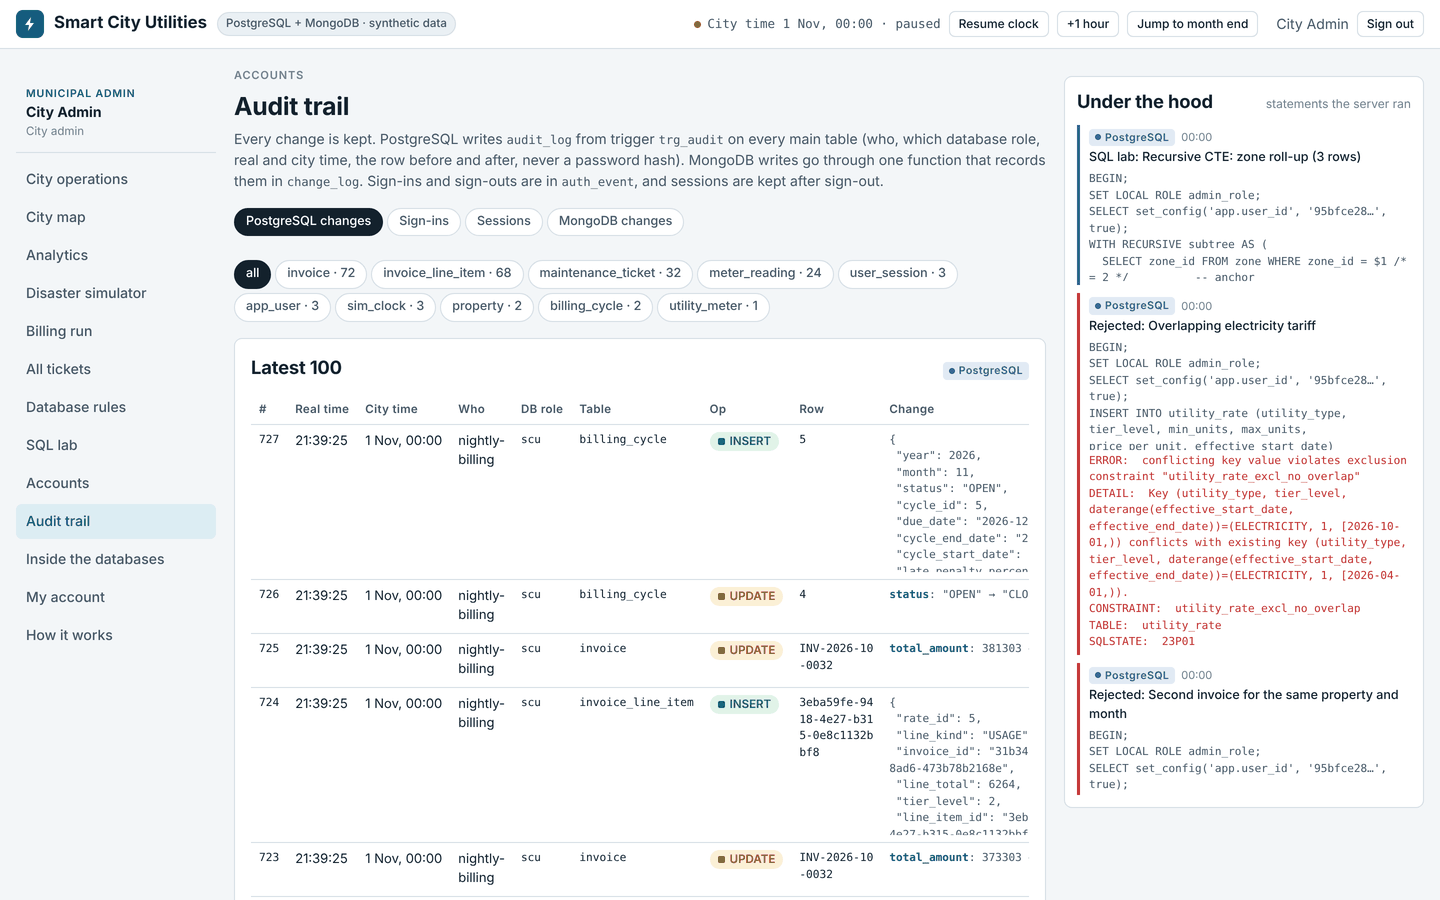 Smart City Utilities
PostgreSQL + MongoDB · synthetic data
City time 1 Nov, 00:00 · paused
Resume clock
+1 hour
Jump to month end
City Admin
Sign out
MUNICIPAL ADMIN
City Admin
City admin
City operations
City map
Analytics
Disaster simulator
Billing run
All tickets
Database rules
SQL lab
Accounts
Audit trail
Inside the databases
My account
How it works
ACCOUNTS
Audit trail
Every change is kept. PostgreSQL writes audit_log from trigger trg_audit on every main table (who, which database role,
real and city time, the row before and after, never a password hash). MongoDB writes go through one function that records
them in change_log. Sign-ins and sign-outs are in auth_event, and sessions are kept after sign-out.
PostgreSQL changes
Sign-ins
Sessions
MongoDB changes
all
invoice · 72
invoice_line_item · 68
maintenance_ticket · 32
meter_reading · 24
user_session · 3
app_user · 3
sim_clock · 3
property · 2
billing_cycle · 2
utility_meter · 1
Latest 100
PostgreSQL
# Real time City time Who DB role Table Op Row Change
727 21:39:25 1 Nov, 00:00 nightly- scu billing_cycle INSERT 5 {
billing
"year": 2026,
"month": 11,
"status": "OPEN",
"cycle_id": 5,
"due_date": "2026-12
"cycle_end_date": "2
"cycle_start_date":
"late_penalty_percen
726 21:39:25 1 Nov, 00:00 nightly- scu billing_cycle UPDATE 4 status: "OPEN" → "CLO
billing
725 21:39:25 1 Nov, 00:00 nightly- scu invoice UPDATE INV-2026-10 total_amount: 381303
billing -0032
724 21:39:25 1 Nov, 00:00 nightly- scu invoice_line_item INSERT 3eba59fe-94 {
billing 18-4e27-b31 "rate_id": 5,
5-0e8c1132b "line_kind": "USAGE"
bf8 "invoice_id": "31b34
8ad6-473b78b2168e",
"line_total": 6264,
"tier_level": 2,
"line_item_id": "3eb
4e27-b315-0e8c1132bbf
723 21:39:25 1 Nov, 00:00 nightly- scu invoice UPDATE INV-2026-10 total_amount: 373303
billing -0032
Under the hood
statements the server ran
PostgreSQL 00:00
SQL lab: Recursive CTE: zone roll-up (3 rows)
BEGIN;
SET LOCAL ROLE admin_role;
SELECT set_config('app.user_id', '95bfce28…',
true);
WITH RECURSIVE subtree AS (
SELECT zone_id FROM zone WHERE zone_id = $1 /*
= 2 */ -- anchor
PostgreSQL 00:00
Rejected: Overlapping electricity tariff
BEGIN;
SET LOCAL ROLE admin_role;
SELECT set_config('app.user_id', '95bfce28…',
true);
INSERT INTO utility_rate (utility_type,
tier_level, min_units, max_units,
price_per_unit, effective_start_date)
ERROR: conflicting key value violates exclusion
constraint "utility_rate_excl_no_overlap"
DETAIL: Key (utility_type, tier_level,
daterange(effective_start_date,
effective_end_date))=(ELECTRICITY, 1, [2026-10-
01,)) conflicts with existing key (utility_type,
tier_level, daterange(effective_start_date,
effective_end_date))=(ELECTRICITY, 1, [2026-04-
01,)).
CONSTRAINT: utility_rate_excl_no_overlap
TABLE: utility_rate
SQLSTATE: 23P01
PostgreSQL 00:00
Rejected: Second invoice for the same property and
month
BEGIN;
SET LOCAL ROLE admin_role;
SELECT set_config('app.user_id', '95bfce28…',
true);